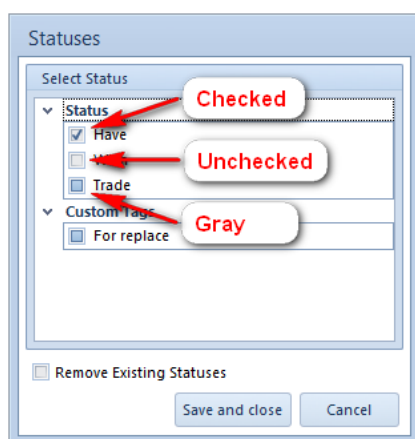 Statuses
Select Status
Status
Checked
Have
Unchecked
Trade
Custom Tags
Gray
For replace
Remove Existing Statuses
Save and close
Cancel